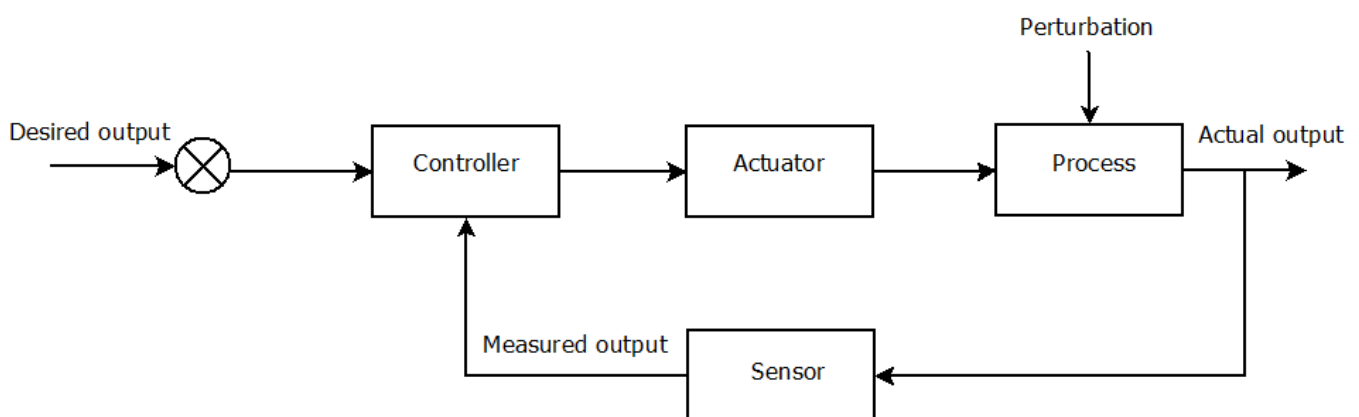 Perturbation
Desired output
Controller
Actuator
Process
Actual output
Measured output
Sensor